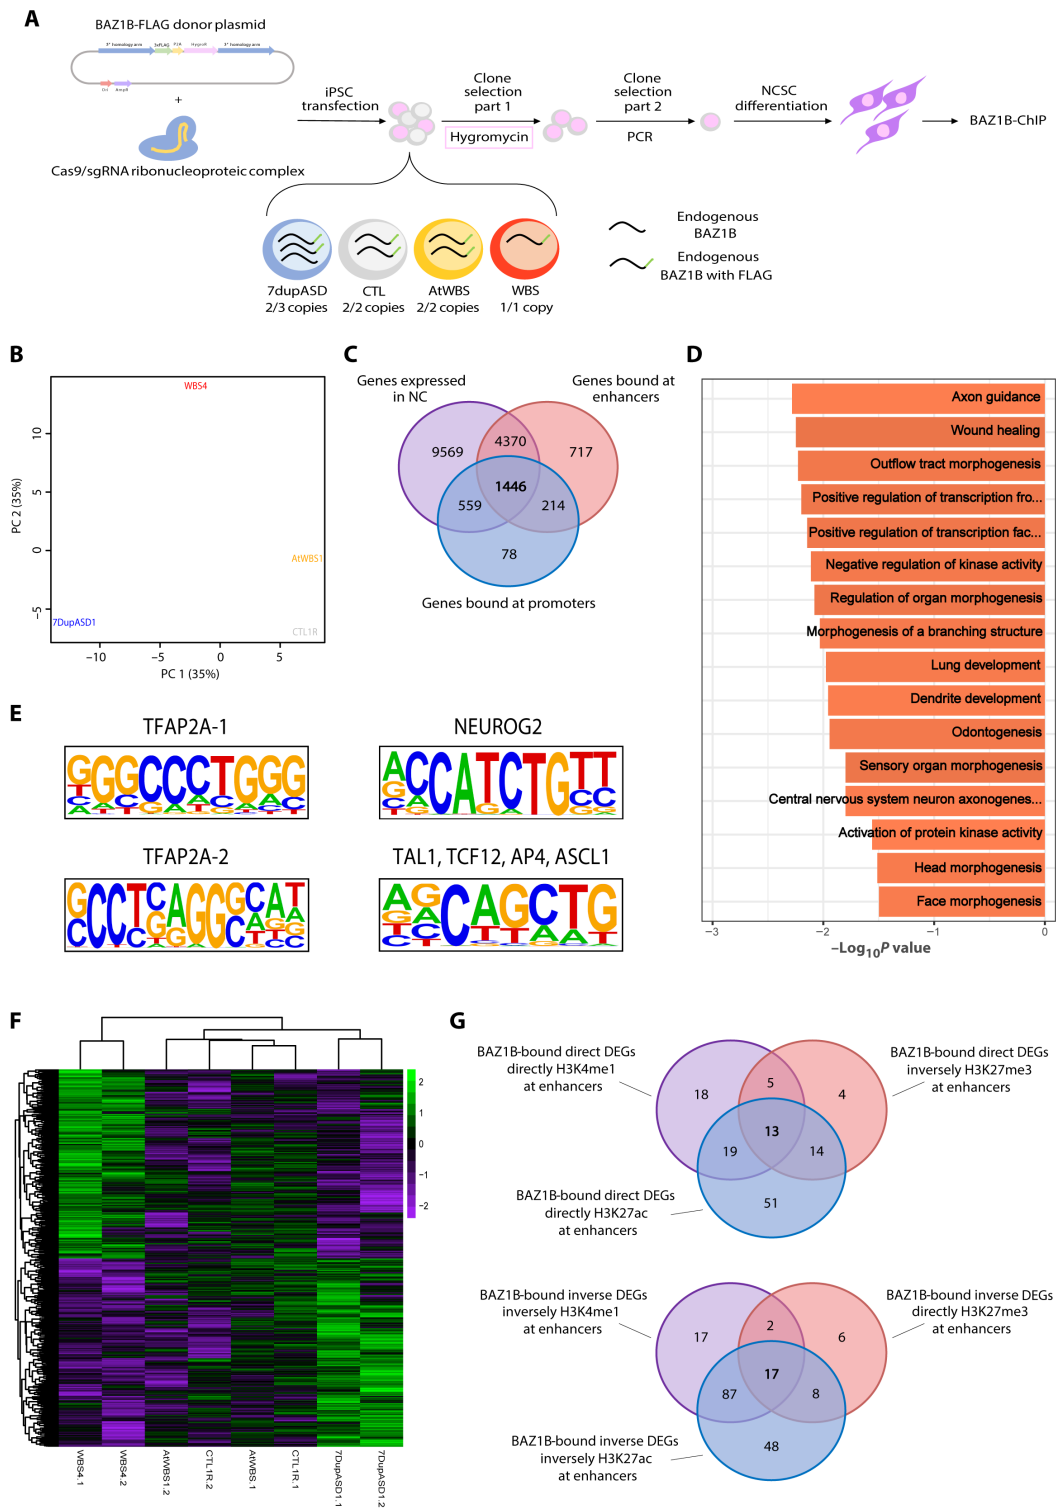 A
BAZ1B-FLAG donor plasmid
5' homology arm
3xFLAG
P2A
HygroR
3' homology arm
Ori
AmpR
+
Cas9/sgRNA ribonucleoproteic complex
iPSC
transfection
Clone
selection
part 1
Hygromycin
Clone
selection
part 2
PCR
NCSC
differentiation
BAZ1B-ChIP
7dupASD
2/3 copies
CTL
2/2 copies
AtWBS
2/2 copies
WBS
1/1 copy
Endogenous
BAZ1B
Endogenous
BAZ1B with FLAG
B
WBS4
AtWBS1
7DupASD1
CTL1R
PC 2 (35%)
10
5
0
−5
−10
−5
0
5
PC 1 (35%)
C
Genes expressed
in NC
Genes bound at
enhancers
9569
4370
717
1446
559
214
78
Genes bound at promoters
D
Axon guidance
Wound healing
Outflow tract morphogenesis
Positive regulation of transcription fro...
Positive regulation of transcription fac...
Negative regulation of kinase activity
Regulation of organ morphogenesis
Morphogenesis of a branching structure
Lung development
Dendrite development
Odontogenesis
Sensory organ morphogenesis
Central nervous system neuron axonogenes...
Activation of protein kinase activity
Head morphogenesis
Face morphogenesis
−3
−2
−1
0
−Log10P value
E
TFAP2A-1
NEUROG2
TFAP2A-2
TAL1, TCF12, AP4, ASCL1
F
2
1
0
−1
−2
WBS4.1
WBS4.2
AtWBS1.2
CTL1R.2
AtWBS.1
CTL1R.1
7DupASD1.1
7DupASD1.2
G
BAZ1B-bound direct DEGs
directly H3K4me1
at enhancers
BAZ1B-bound direct DEGs
inversely H3K27me3
at enhancers
18
5
4
13
19
14
51
BAZ1B-bound direct DEGs
directly H3K27ac
at enhancers
BAZ1B-bound inverse DEGs
inversely H3K4me1
at enhancers
BAZ1B-bound inverse DEGs
directly H3K27me3
at enhancers
17
2
6
17
87
8
48
BAZ1B-bound inverse DEGs
inversely H3K27ac
at enhancers